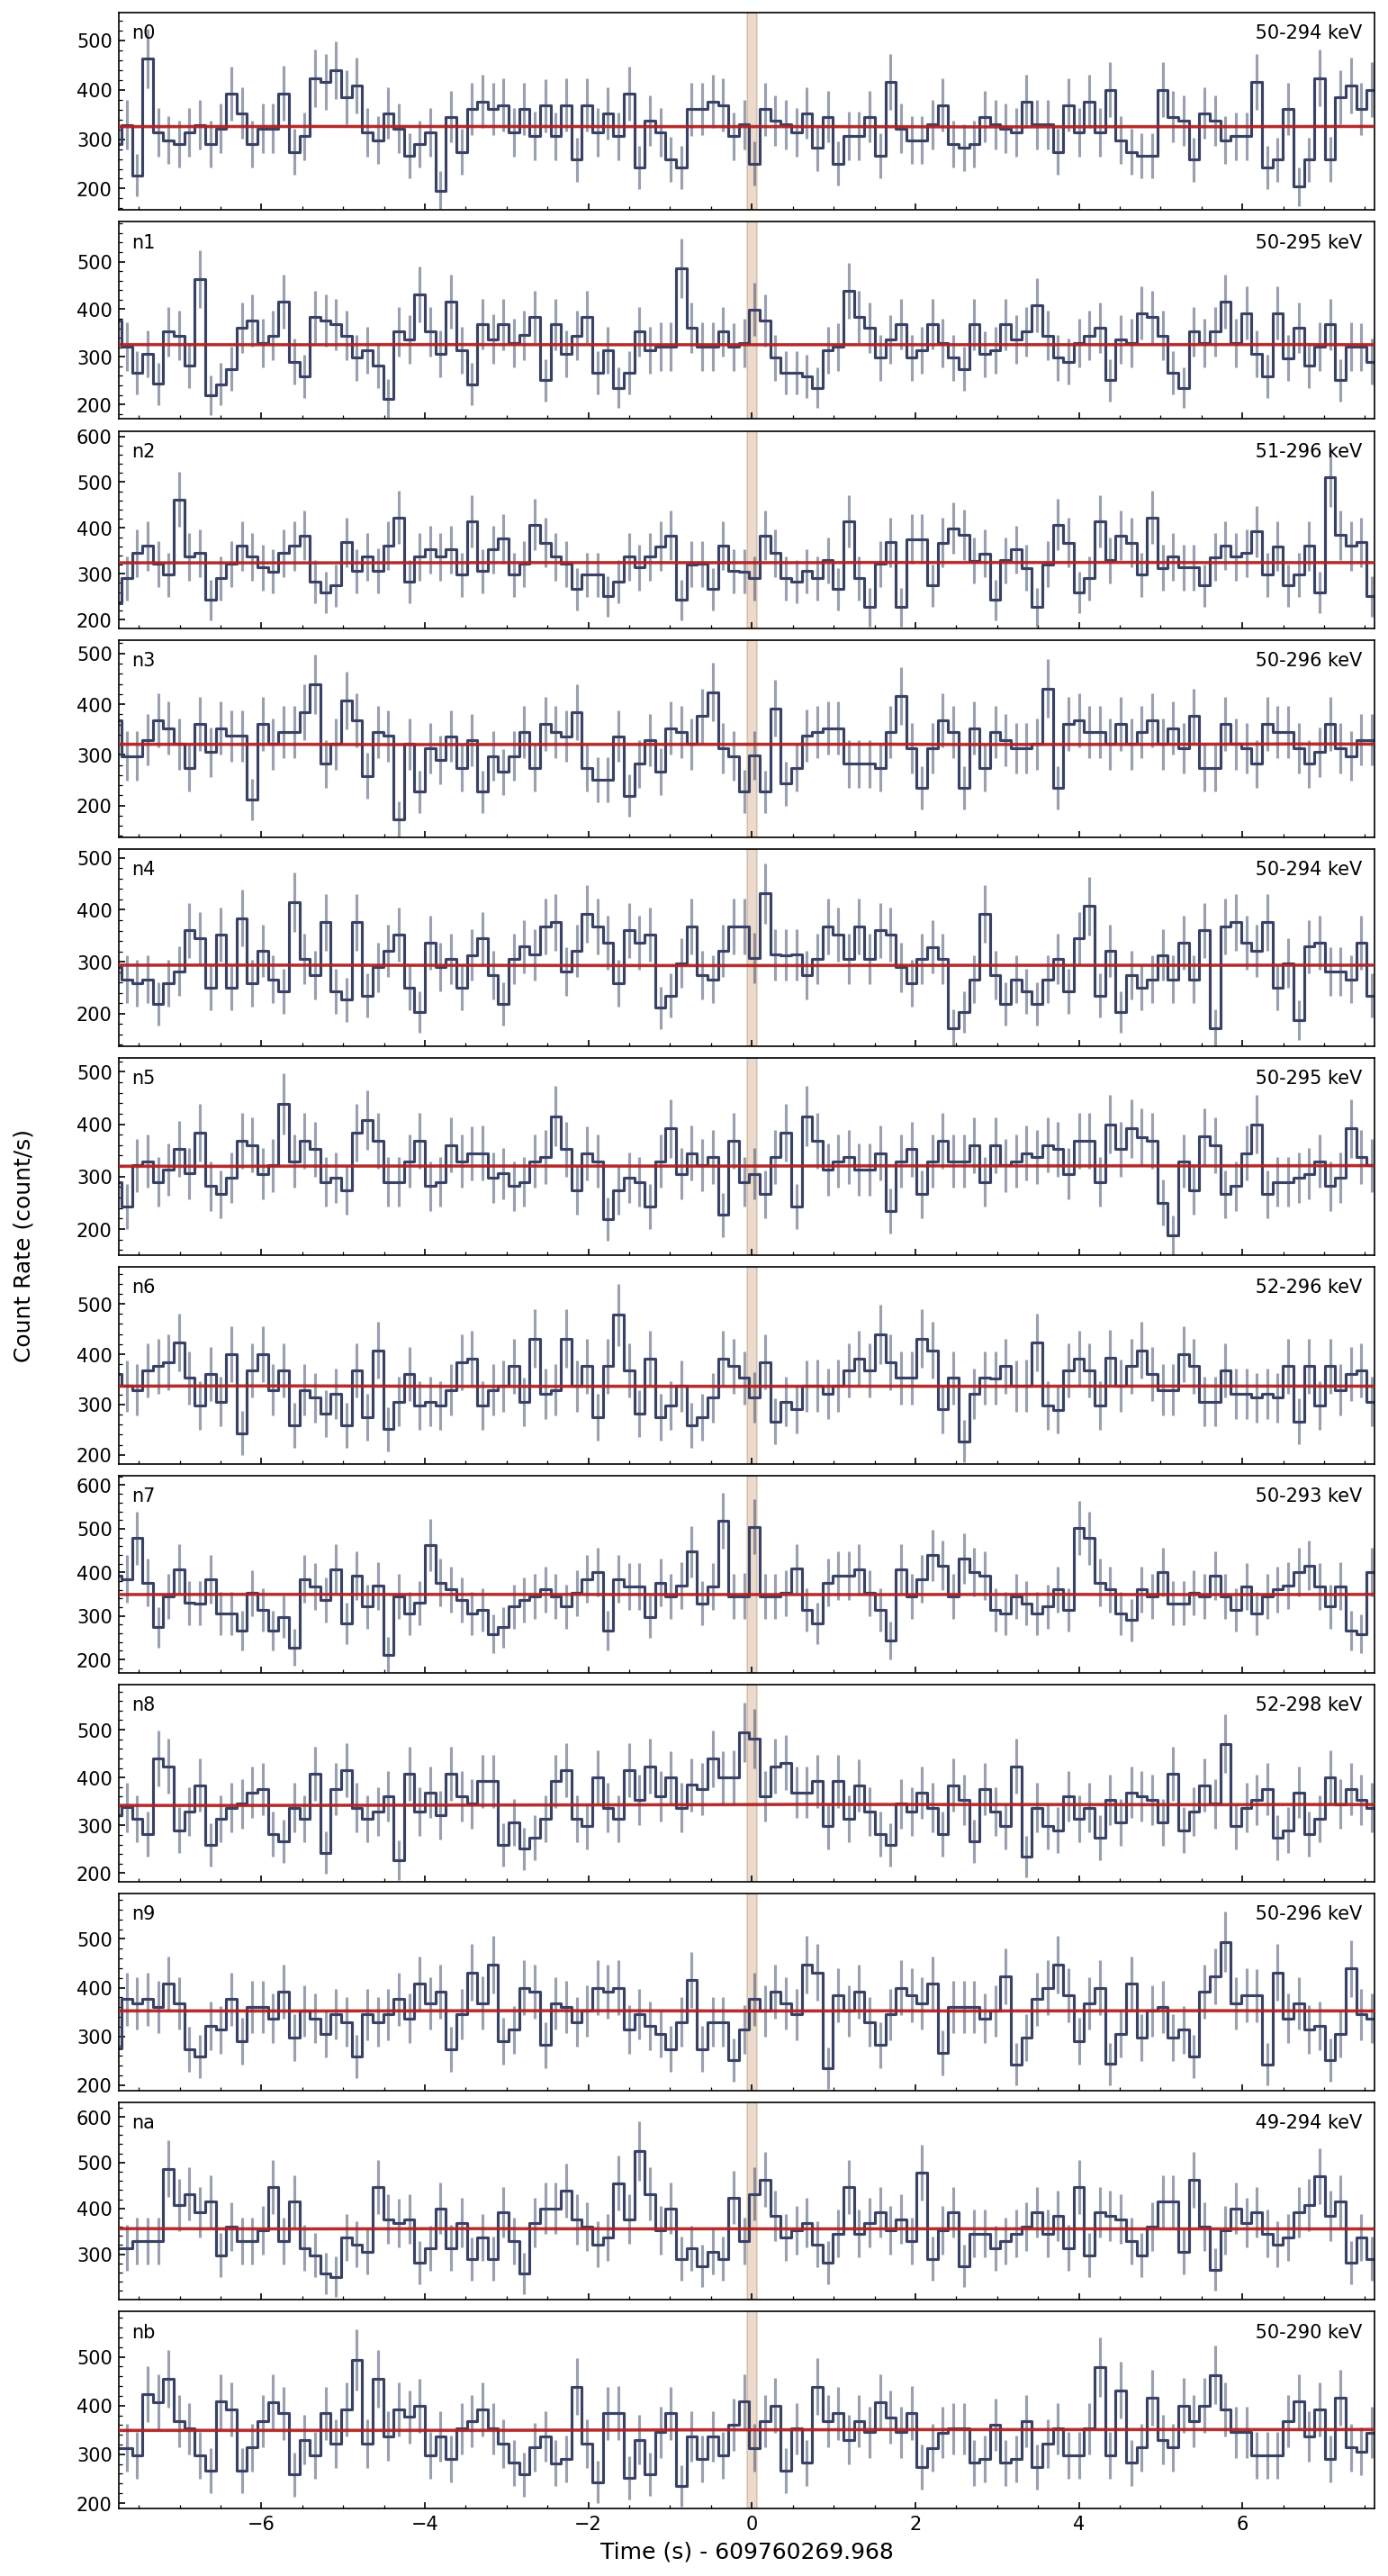 n0
50-294 keV
500
400
300
200
n1
50-295 keV
500
400
300
200
n2
51-296 keV
600
500
400
300
200
n3
50-296 keV
500
400
300
200
n4
50-294 keV
500
400
300
200
n5
50-295 keV
500
400
300
200
n6
52-296 keV
500
400
300
200
n7
50-293 keV
600
500
400
300
200
n8
52-298 keV
500
400
300
200
n9
50-296 keV
500
400
300
200
na
49-294 keV
600
500
400
300
nb
50-290 keV
500
400
300
200
−6 −4 −2 0 2 4 6
Time (s) - 609760269.968
Count Rate (count/s)